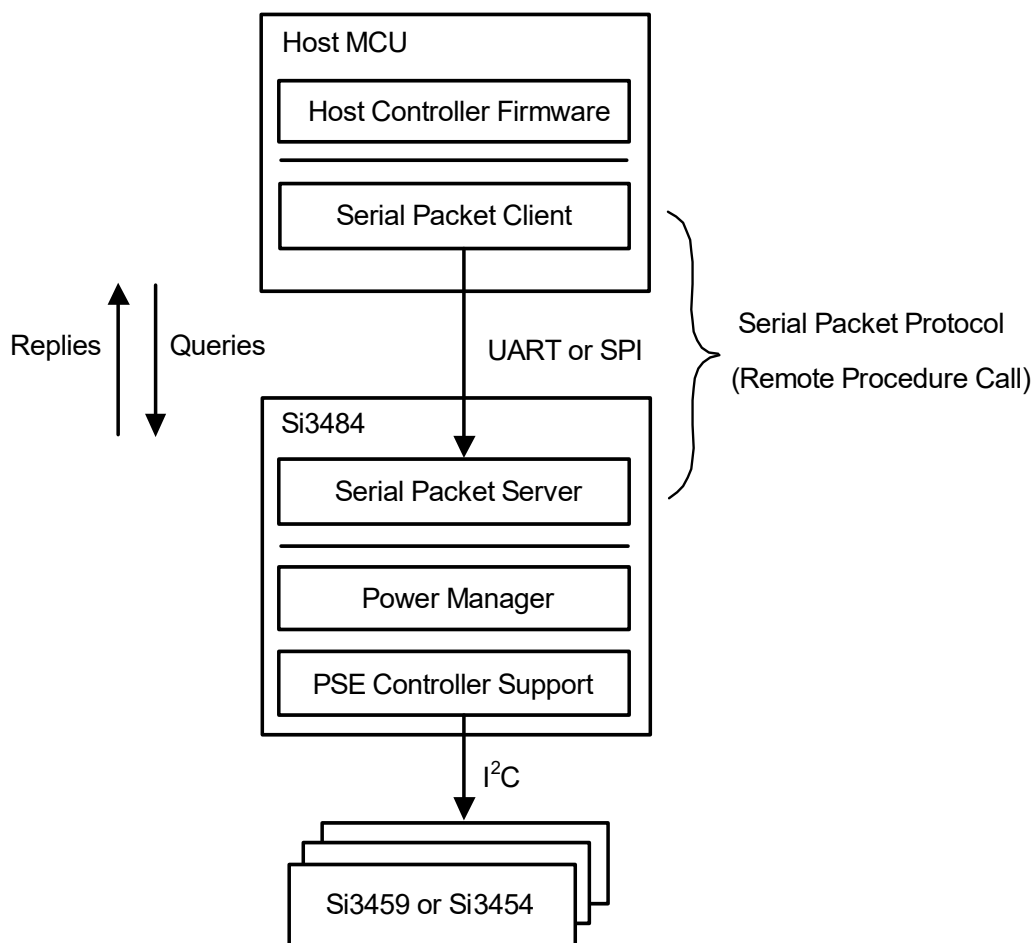 Host MCU
Host Controller Firmware
Serial Packet Client
Replies
Queries
UART or SPI
Serial Packet Protocol
(Remote Procedure Call)
Si3484
Serial Packet Server
Power Manager
PSE Controller Support
I²C
Si3459 or Si3454